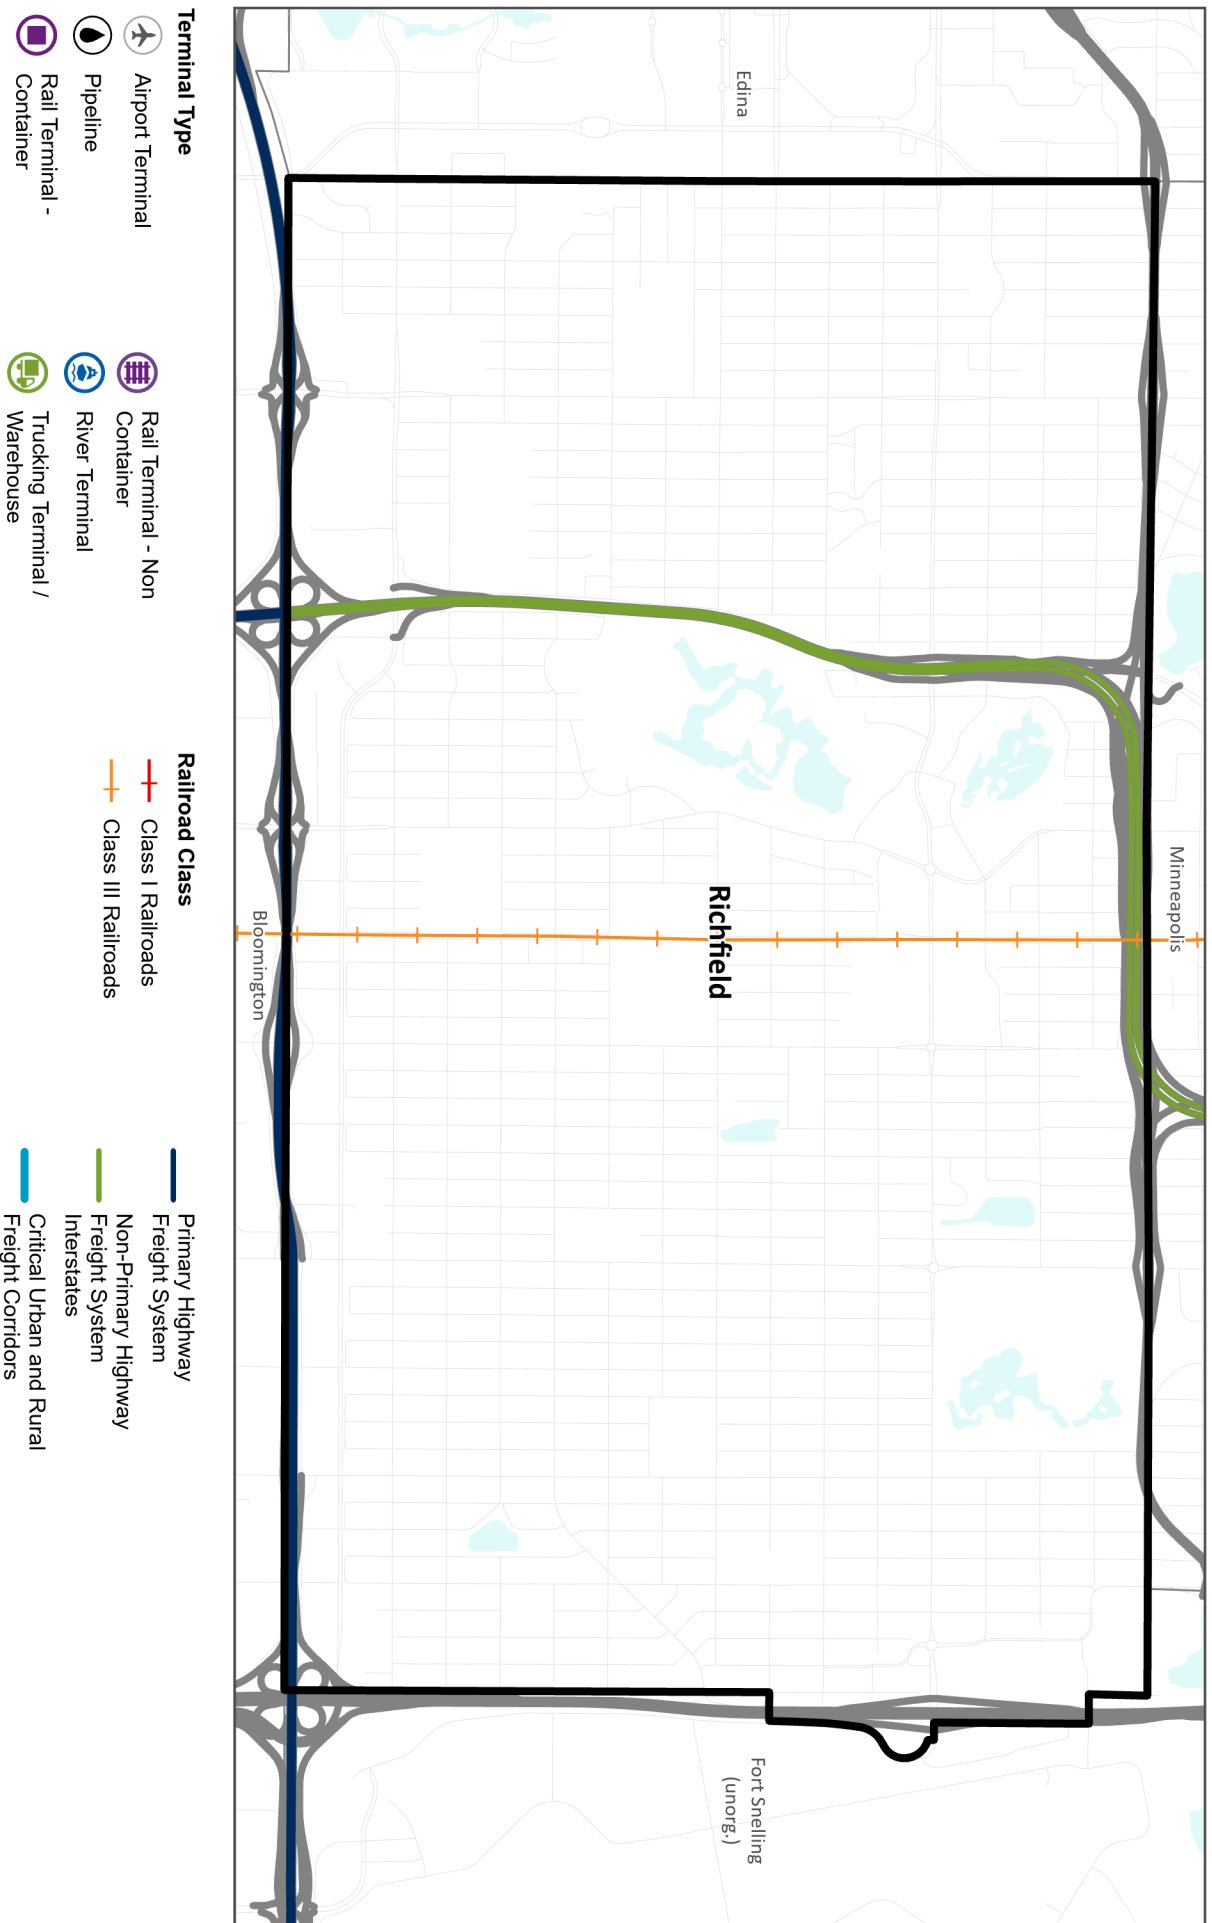 Edina
Minneapolis
Richfield
Bloomington
Fort Snelling
(unorg.)
Terminal Type
Airport Terminal
Pipeline
Rail Terminal -
Container
Rail Terminal - Non
Container
River Terminal
Trucking Terminal /
Warehouse
Railroad Class
Class I Railroads
Class III Railroads
Primary Highway
Freight System
Non-Primary Highway
Freight System
Interstates
Critical Urban and Rural
Freight Corridors